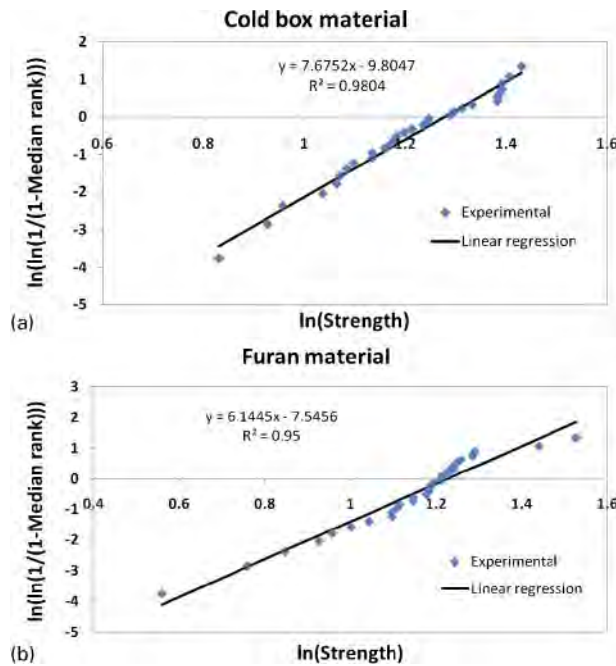 Cold box material
y = 7.6752x - 9.8047
R² = 0.9804
2
1
0
-1
-2
-3
-4
-5
0.6
0.8
1
1.2
1.4
1.6
ln(ln(1/(1-Median rank)))
Experimental
Linear regression
(a)
ln(Strength)
Furan material
y = 6 1445x - 7.5456
R² = 0.95
3
2
1
0
-1
-2
-3
-4
-5
0.4
0.6
0.8
1
1.2
1.4
1.6
ln(ln(1/(1-Median rank)))
Experimental
Linear regression
(b)
ln(Strength)